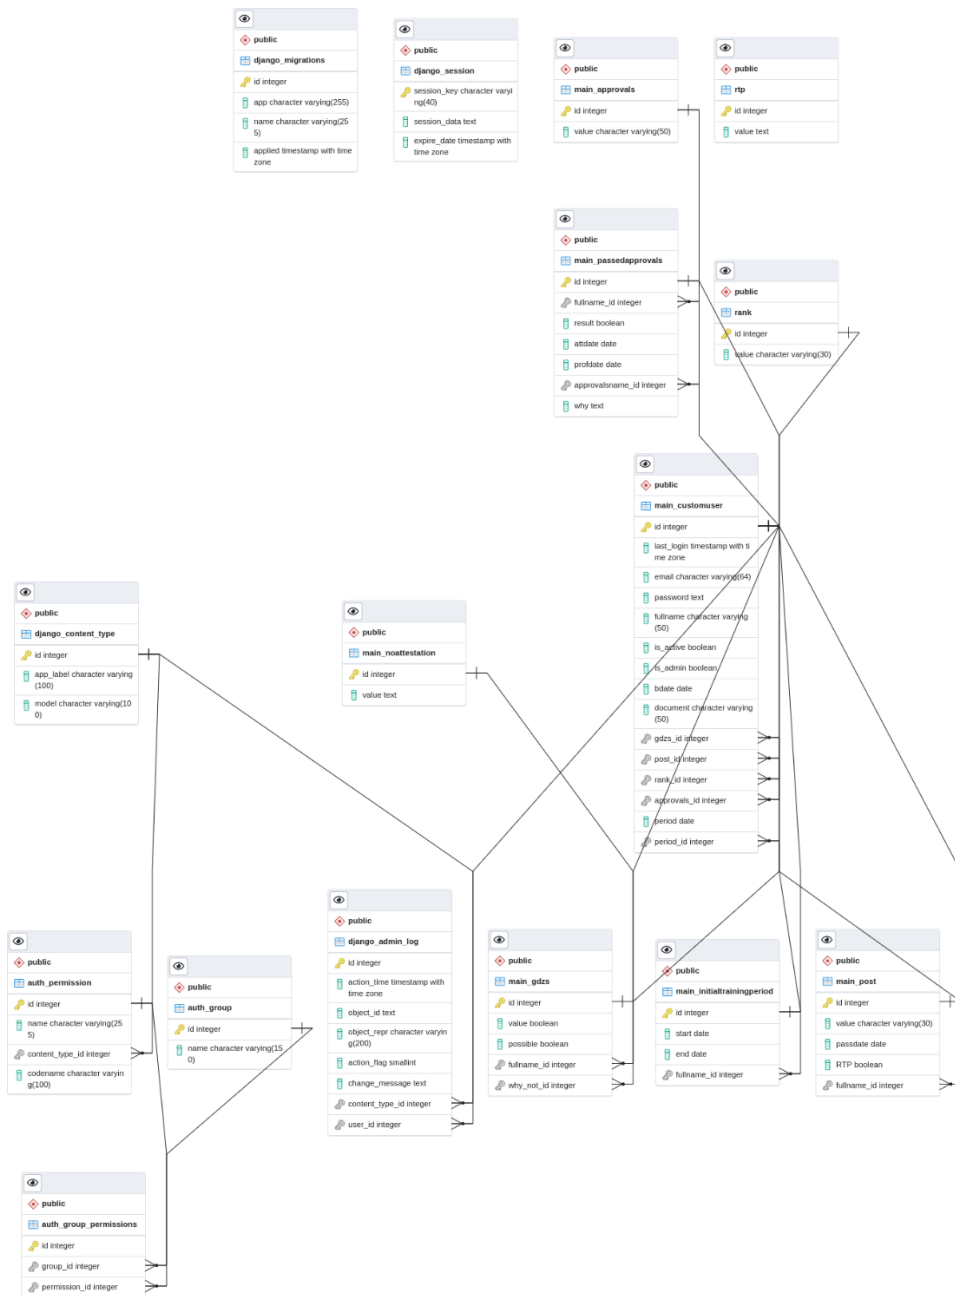 public
django_migrations
id integer
app character varying(255)
name character varying(25
5)
applied timestamp with time
zone
public
django_session
session_key character varyi
ng(40)
session_data text
expire_date timestamp with
time zone
public
main_approvals
id integer
value character varying(50)
public
rtp
id integer
value text
public
main_passedapprovals
id integer
fullname_id integer
result boolean
attdate date
profdate date
approvalsname_id integer
why text
public
rank
id integer
value character varying(30)
public
main_customuser
id integer
last_login timestamp with ti
me zone
email character varying(64)
password text
fullname character varying
(50)
is_active boolean
is_admin boolean
bdate date
document character varying
(50)
gdzs_id integer
post_id integer
rank_id integer
approvals_id integer
period date
period_id integer
public
django_content_type
id integer
app_label character varying
(100)
model character varying(10
0)
public
main_noattestation
id integer
value text
public
auth_permission
id integer
name character varying(25
5)
content_type_id integer
codename character varyin
g(100)
public
auth_group
id integer
name character varying(15
0)
public
django_admin_log
id integer
action_time timestamp with
time zone
object_id text
object_repr character varyin
g(200)
action_flag smallint
change_message text
content_type_id integer
user_id integer
public
main_gdzs
id integer
value boolean
possible boolean
fullname_id integer
why_not_id integer
public
main_initialtrainingperiod
id integer
start date
end date
fullname_id integer
public
main_post
id integer
value character varying(30)
passdate date
RTP boolean
fullname_id integer
public
auth_group_permissions
id integer
group_id integer
permission_id integer